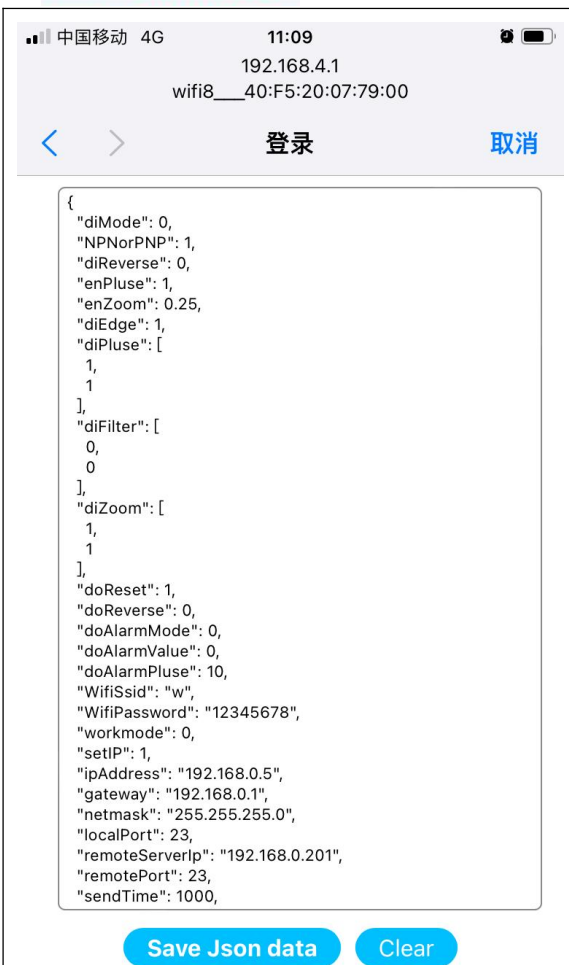 中国移动 4G 11:09
192.168.4.1
wifi8___40:F5:20:07:79:00
登录 取消
{
"diMode": 0,
"NPNorPNP": 1,
"diReverse": 0,
"enPluse": 1,
"enZoom": 0.25,
"diEdge": 1,
"diPluse": [
1,
1
],
"diFilter": [
0,
0
],
"diZoom": [
1,
1
],
"doReset": 1,
"doReverse": 0,
"doAlarmMode": 0,
"doAlarmValue": 0,
"doAlarmPluse": 10,
"WifiSsid": "w",
"WifiPassword": "12345678",
"workmode": 0,
"setIP": 1,
"ipAddress": "192.168.0.5",
"gateway": "192.168.0.1",
"netmask": "255.255.255.0",
"localPort": 23,
"remoteServerIp": "192.168.0.201",
"remotePort": 23,
"sendTime": 1000,
Save Json data Clear